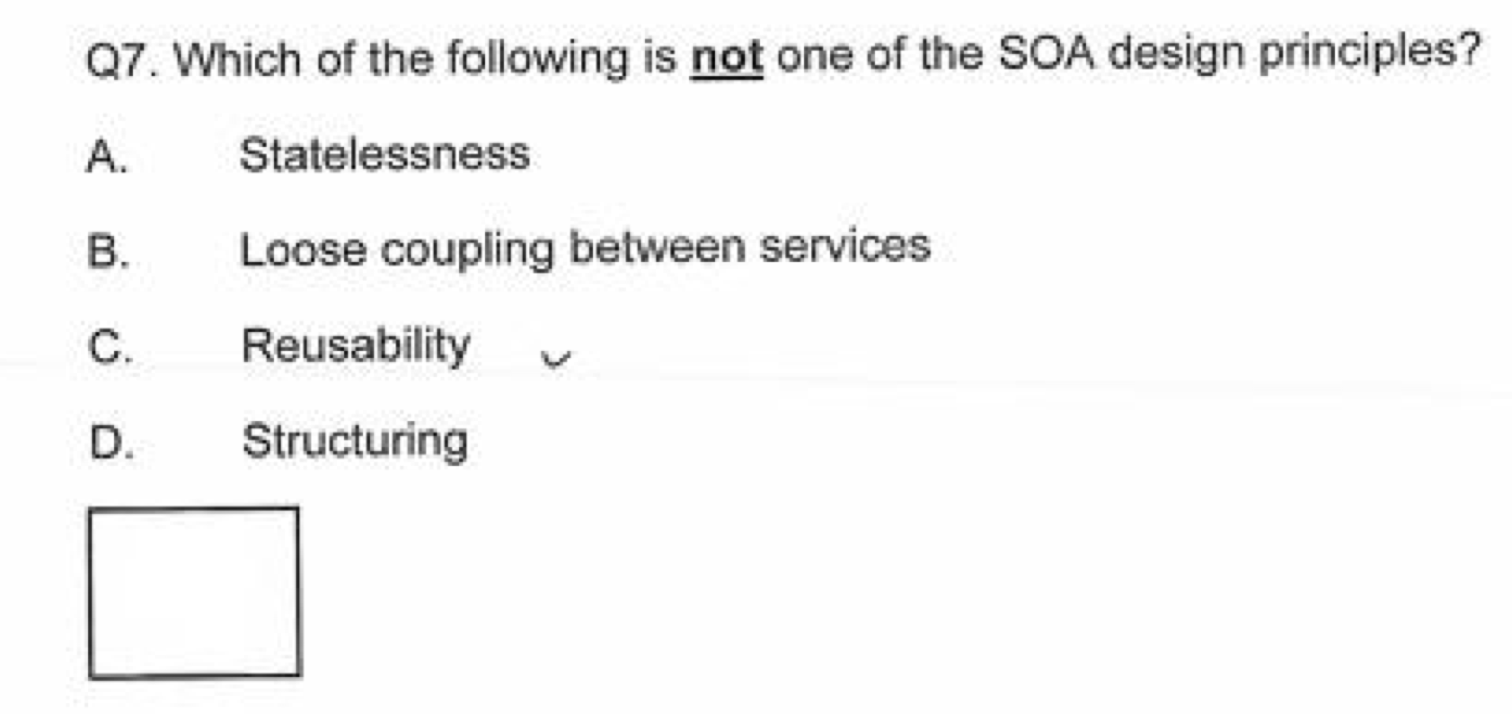 Q7. Which of the following is not one of the SOA design principles?
A. Statelessness
B. Loose coupling between services
C. Reusability
D. Structuring